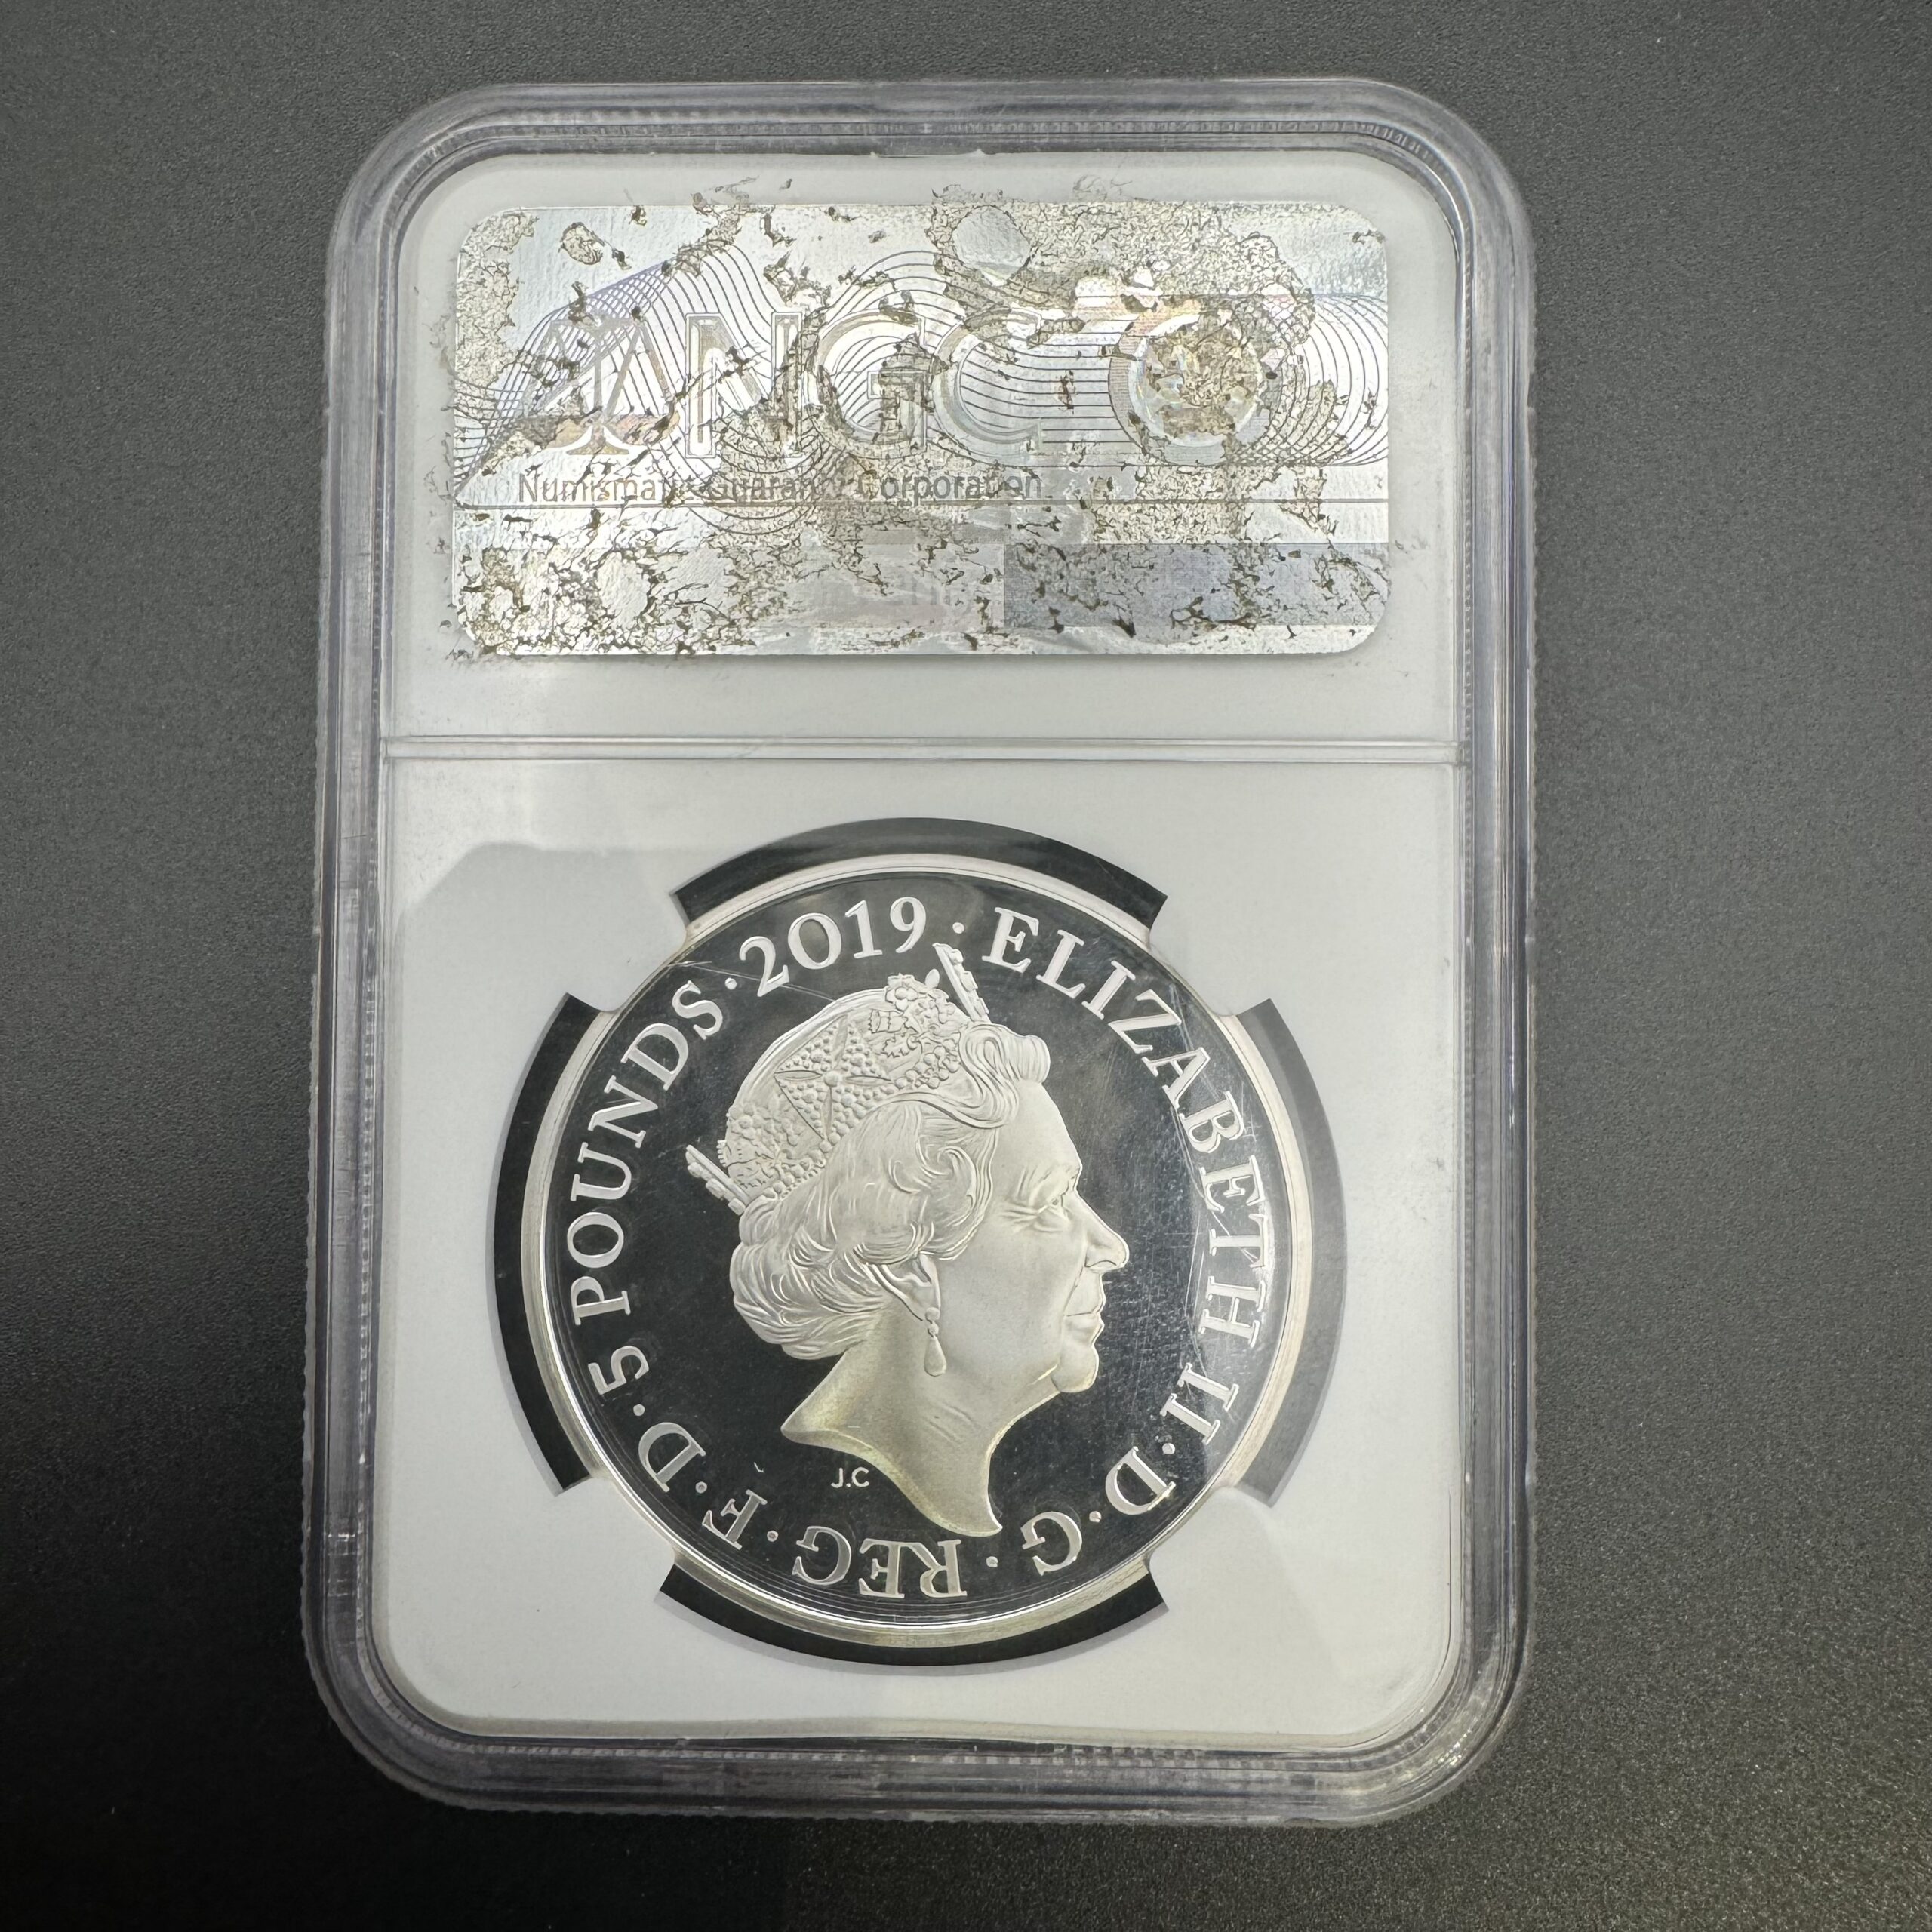 NGC
Numismatic Guaranty Corporation
· 2019 · ELIZABETH II · D · G · REG · F · D · 5 POUNDS
J.C